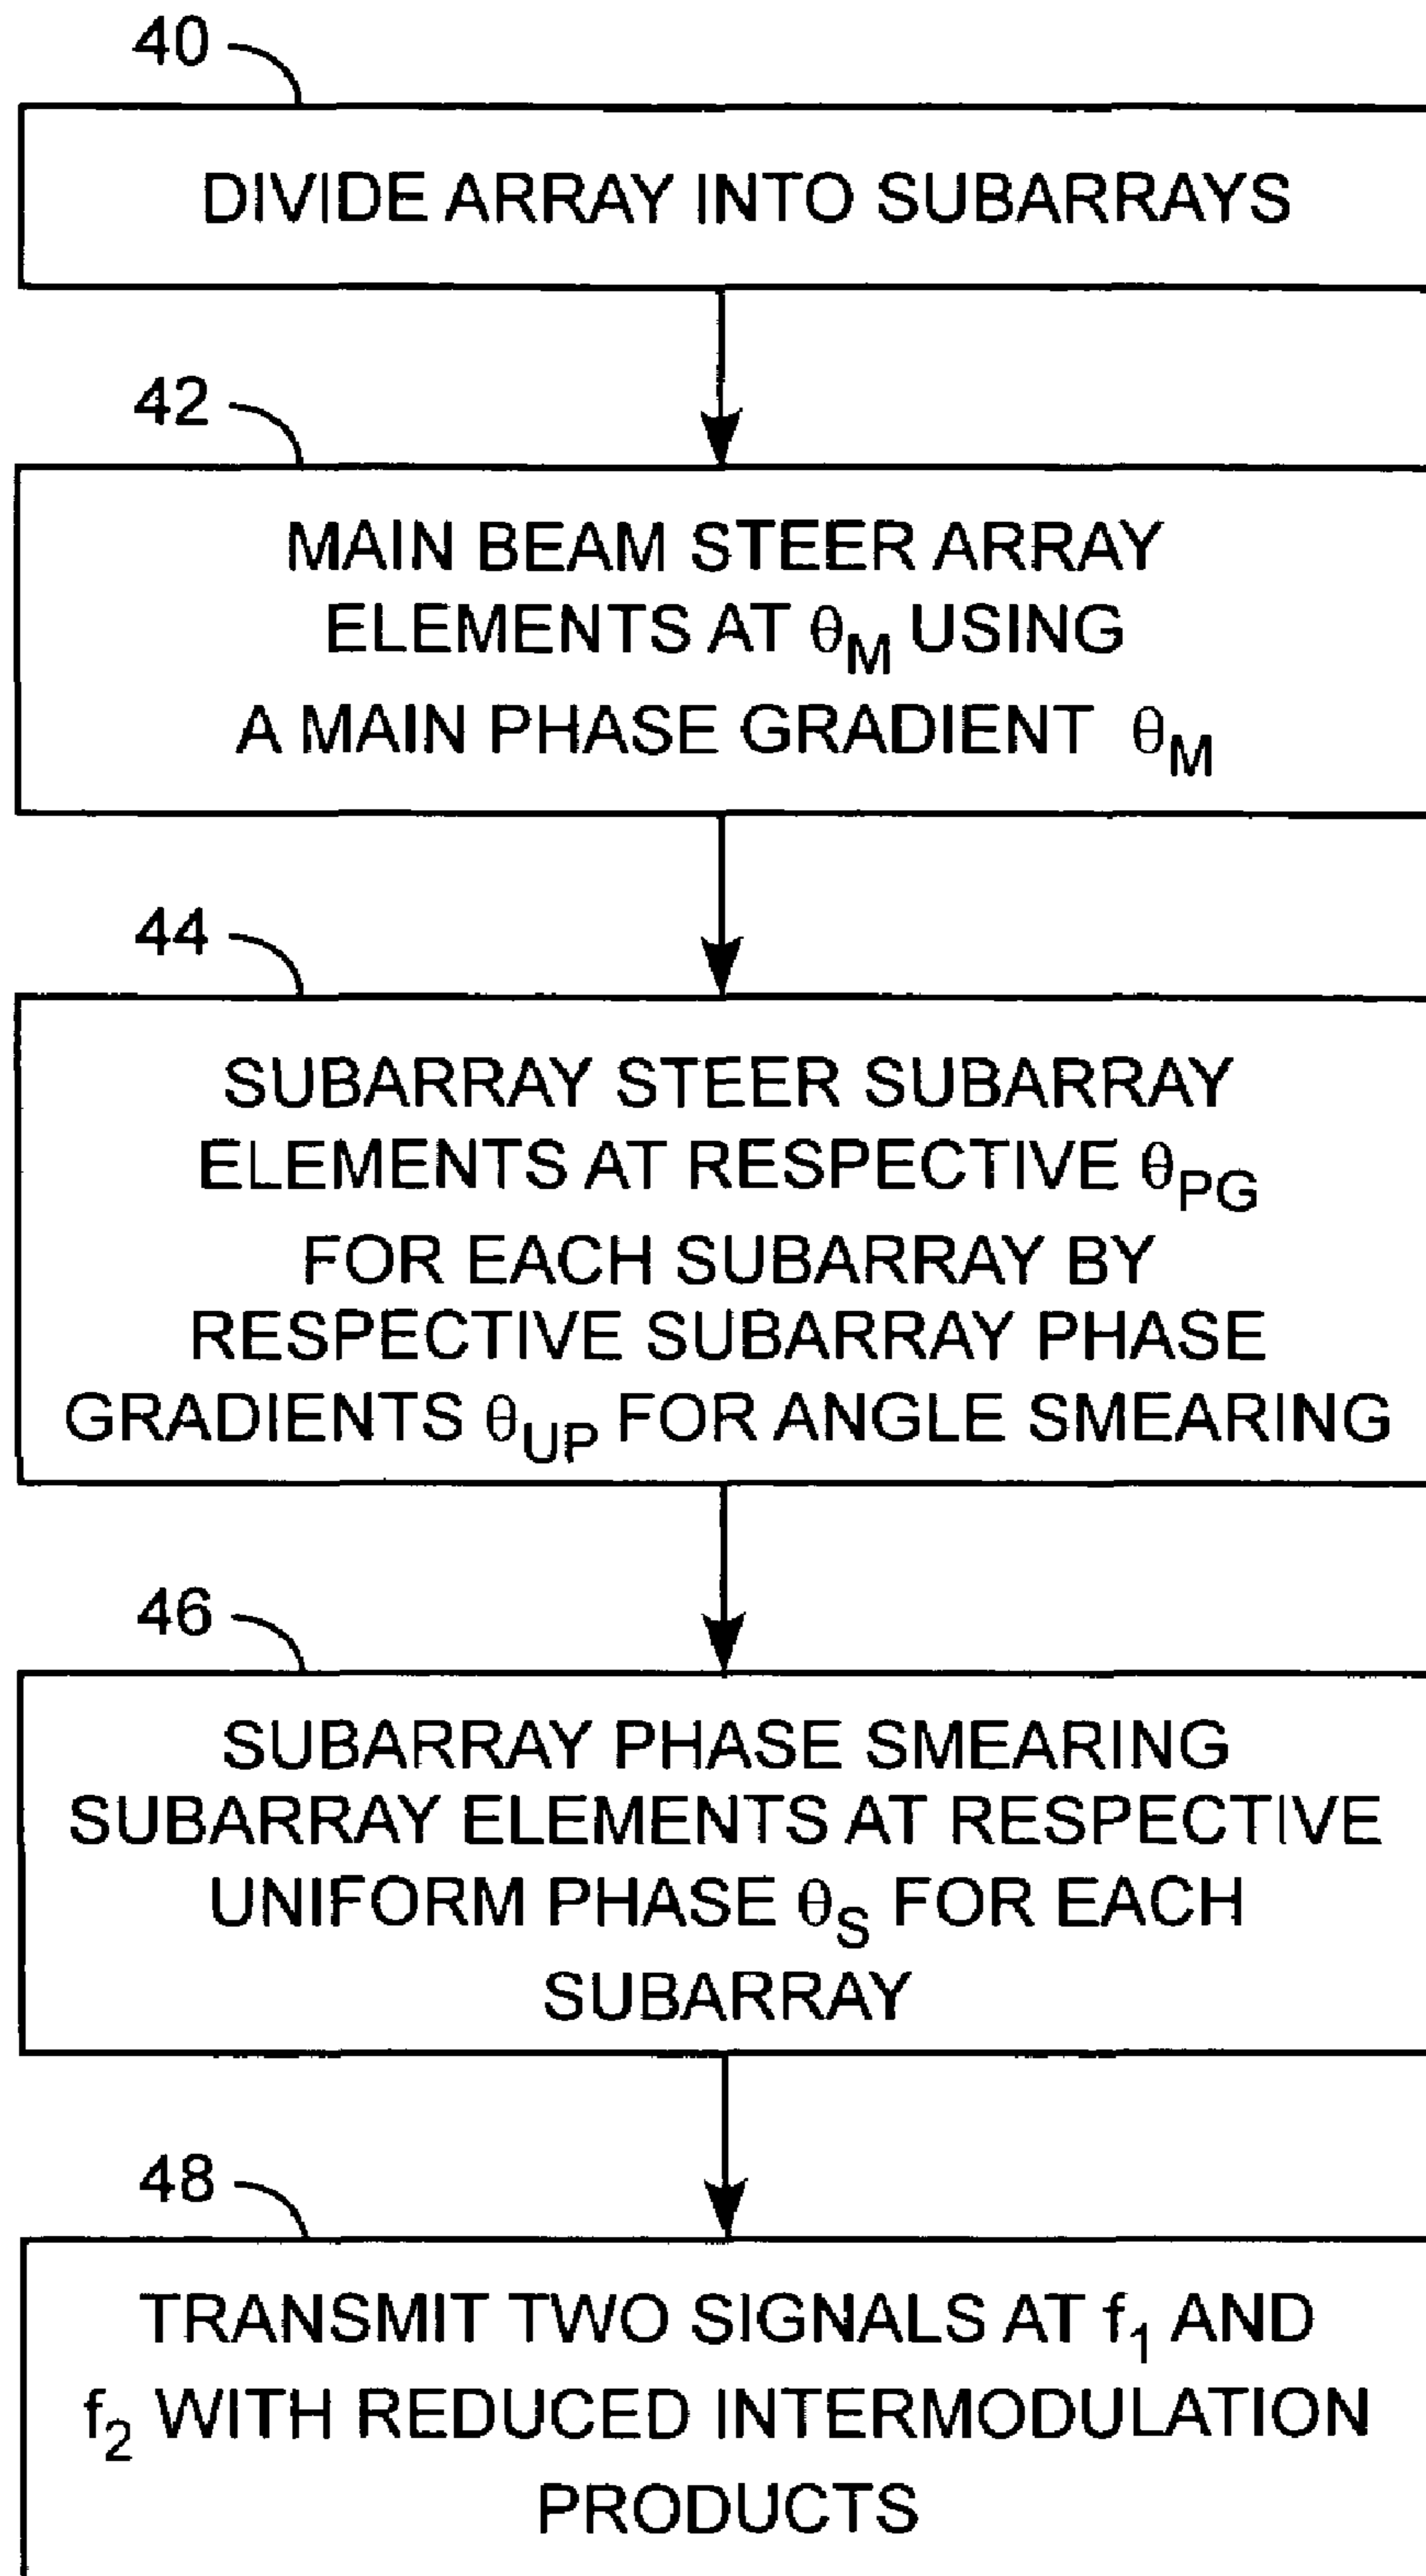 40
DIVIDE ARRAY INTO SUBARRAYS
42
MAIN BEAM STEER ARRAY
ELEMENTS AT θM USING
A MAIN PHASE GRADIENT θM
44
SUBARRAY STEER SUBARRAY
ELEMENTS AT RESPECTIVE θPG
FOR EACH SUBARRAY BY
RESPECTIVE SUBARRAY PHASE
GRADIENTS θUP FOR ANGLE SMEARING
46
SUBARRAY PHASE SMEARING
SUBARRAY ELEMENTS AT RESPECTIVE
UNIFORM PHASE θS FOR EACH
SUBARRAY
48
TRANSMIT TWO SIGNALS AT f1 AND
f2 WITH REDUCED INTERMODULATION
PRODUCTS